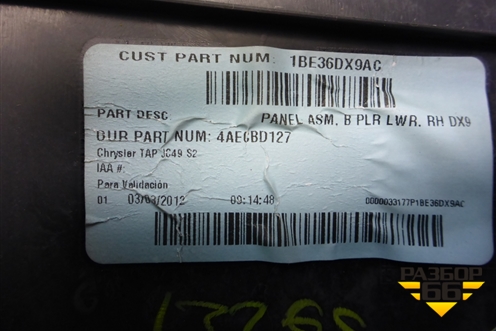 CUST PART NUM: 1BE36DX9AC
PART DESC PANEL ASM, B PLR LWR, RH DX9
OUR PART NUM: 4AE6BD127
Chrysler TAP JC49 S2
IAA #:
Para Validación
01 03/03/2012 09:14:48 0000033177P1BE36DX9AC
РАЗБОР
66